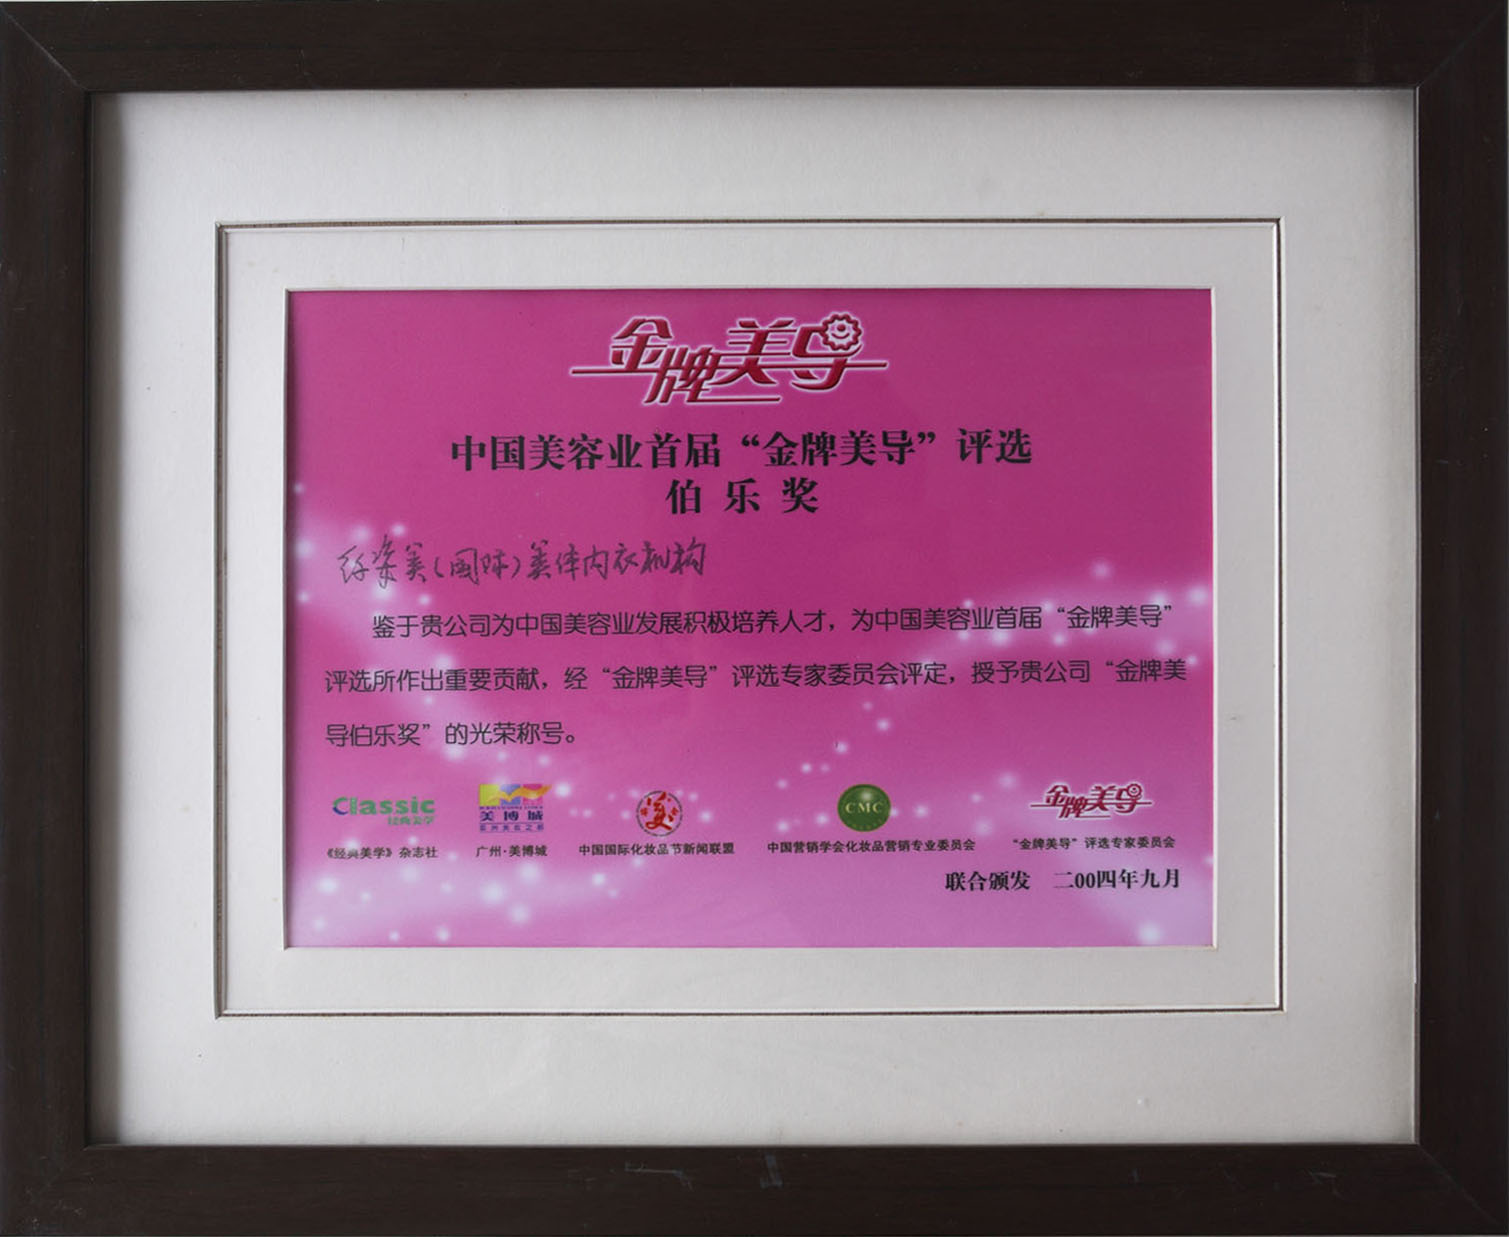 金牌美导
中国美容业首届“金牌美导”评选
伯乐奖
姿美(国际)美体内衣机构
鉴于贵公司为中国美容业发展积极培养人才，为中国美容业首届“金牌美导”
评选所作出重要贡献，经“金牌美导”评选专家委员会评定，授予贵公司“金牌美
导伯乐奖”的光荣称号。
Classic
经典美学
美博城
CMC
金牌美导
《经典美学》杂志社
广州·美博城
中国国际化妆品节新闻联盟
中国营销学会化妆品营销专业委员会
“金牌美导”评选专家委员会
联合颁发 二00四年九月